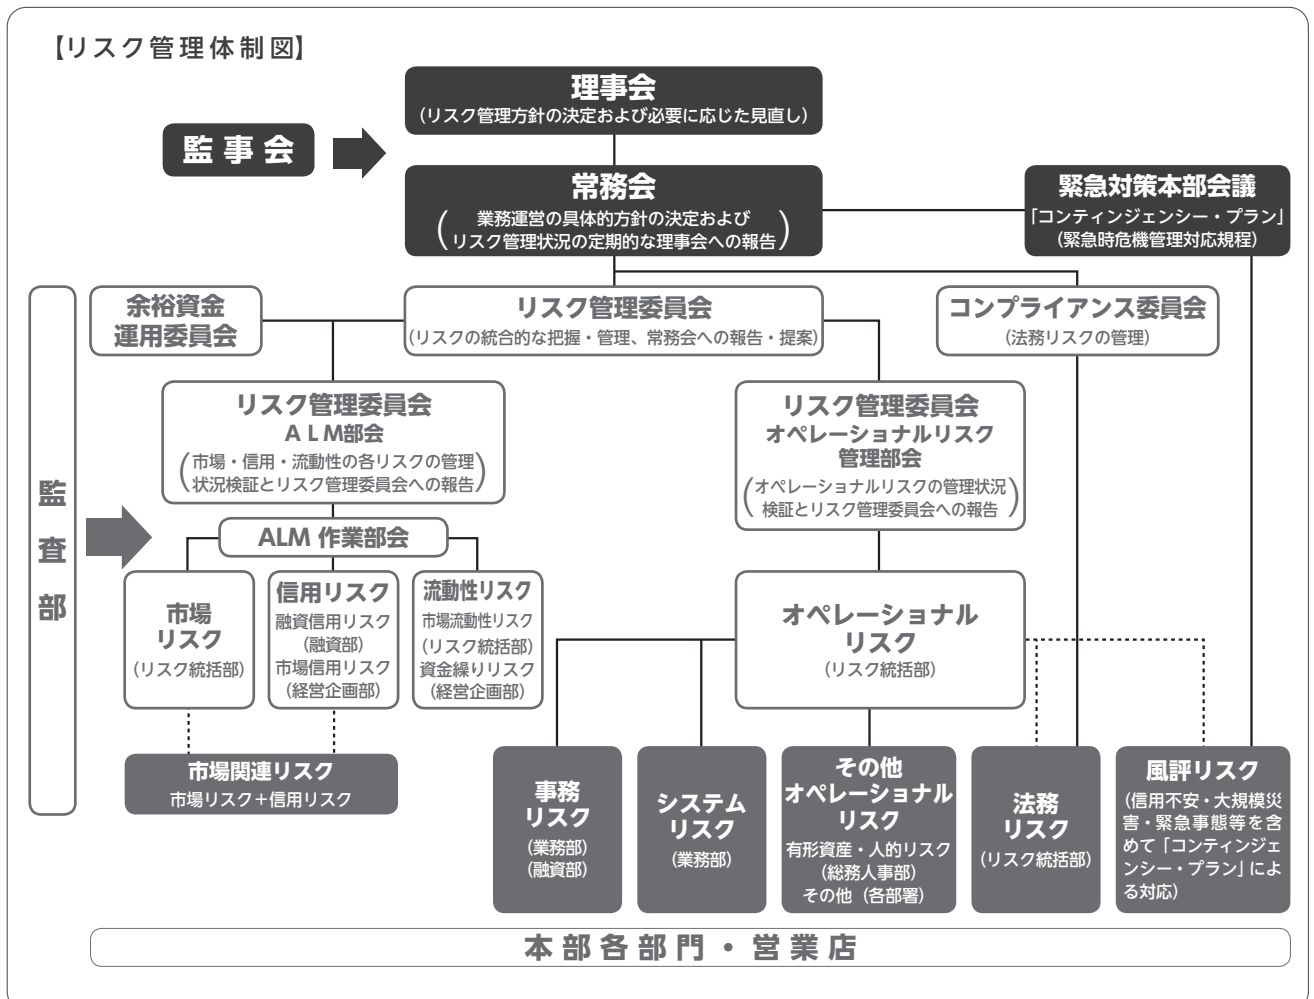 【リスク管理体制図】
理事会
(リスク管理方針の決定および必要に応じた見直し)
監事会
常務会
(業務運営の具体的方針の決定および
リスク管理状況の定期的な理事会への報告)
緊急対策本部会議
「コンティンジェンシー・プラン」
(緊急時危機管理対応規程)
監査部
余裕資金
運用委員会
リスク管理委員会
(リスクの統合的な把握・管理、常務会への報告・提案)
コンプライアンス委員会
(法務リスクの管理)
リスク管理委員会
ALM部会
(市場・信用・流動性の各リスクの管理
状況検証とリスク管理委員会への報告)
リスク管理委員会
オペレーショナルリスク
管理部会
(オペレーショナルリスクの管理状況
検証とリスク管理委員会への報告)
ALM 作業部会
市場
リスク
(リスク統括部)
信用リスク
融資信用リスク
(融資部)
市場信用リスク
(経営企画部)
流動性リスク
市場流動性リスク
(リスク統括部)
資金繰りリスク
(経営企画部)
オペレーショナル
リスク
(リスク統括部)
市場関連リスク
市場リスク+信用リスク
事務
リスク
(業務部)
(融資部)
システム
リスク
(業務部)
その他
オペレーショナル
リスク
有形資産・人的リスク
(総務人事部)
その他(各部署)
法務
リスク
(リスク統括部)
風評リスク
(信用不安・大規模災
害・緊急事態等を含
めて「コンティンジェ
ンシー・プラン」によ
る対応)
本部各部門・営業店